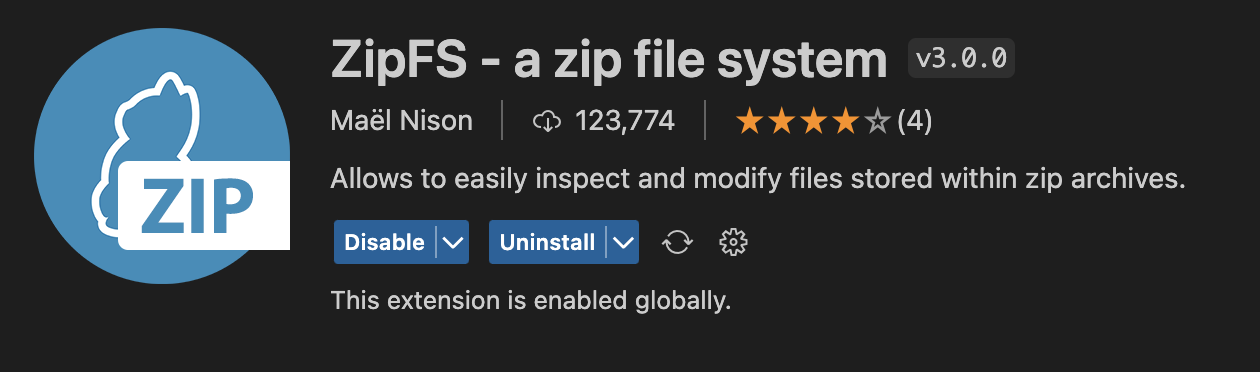 ZIP
ZipFS - a zip file system v3.0.0
Maël Nison 123,774 (4)
Allows to easily inspect and modify files stored within zip archives.
Disable Uninstall
This extension is enabled globally.